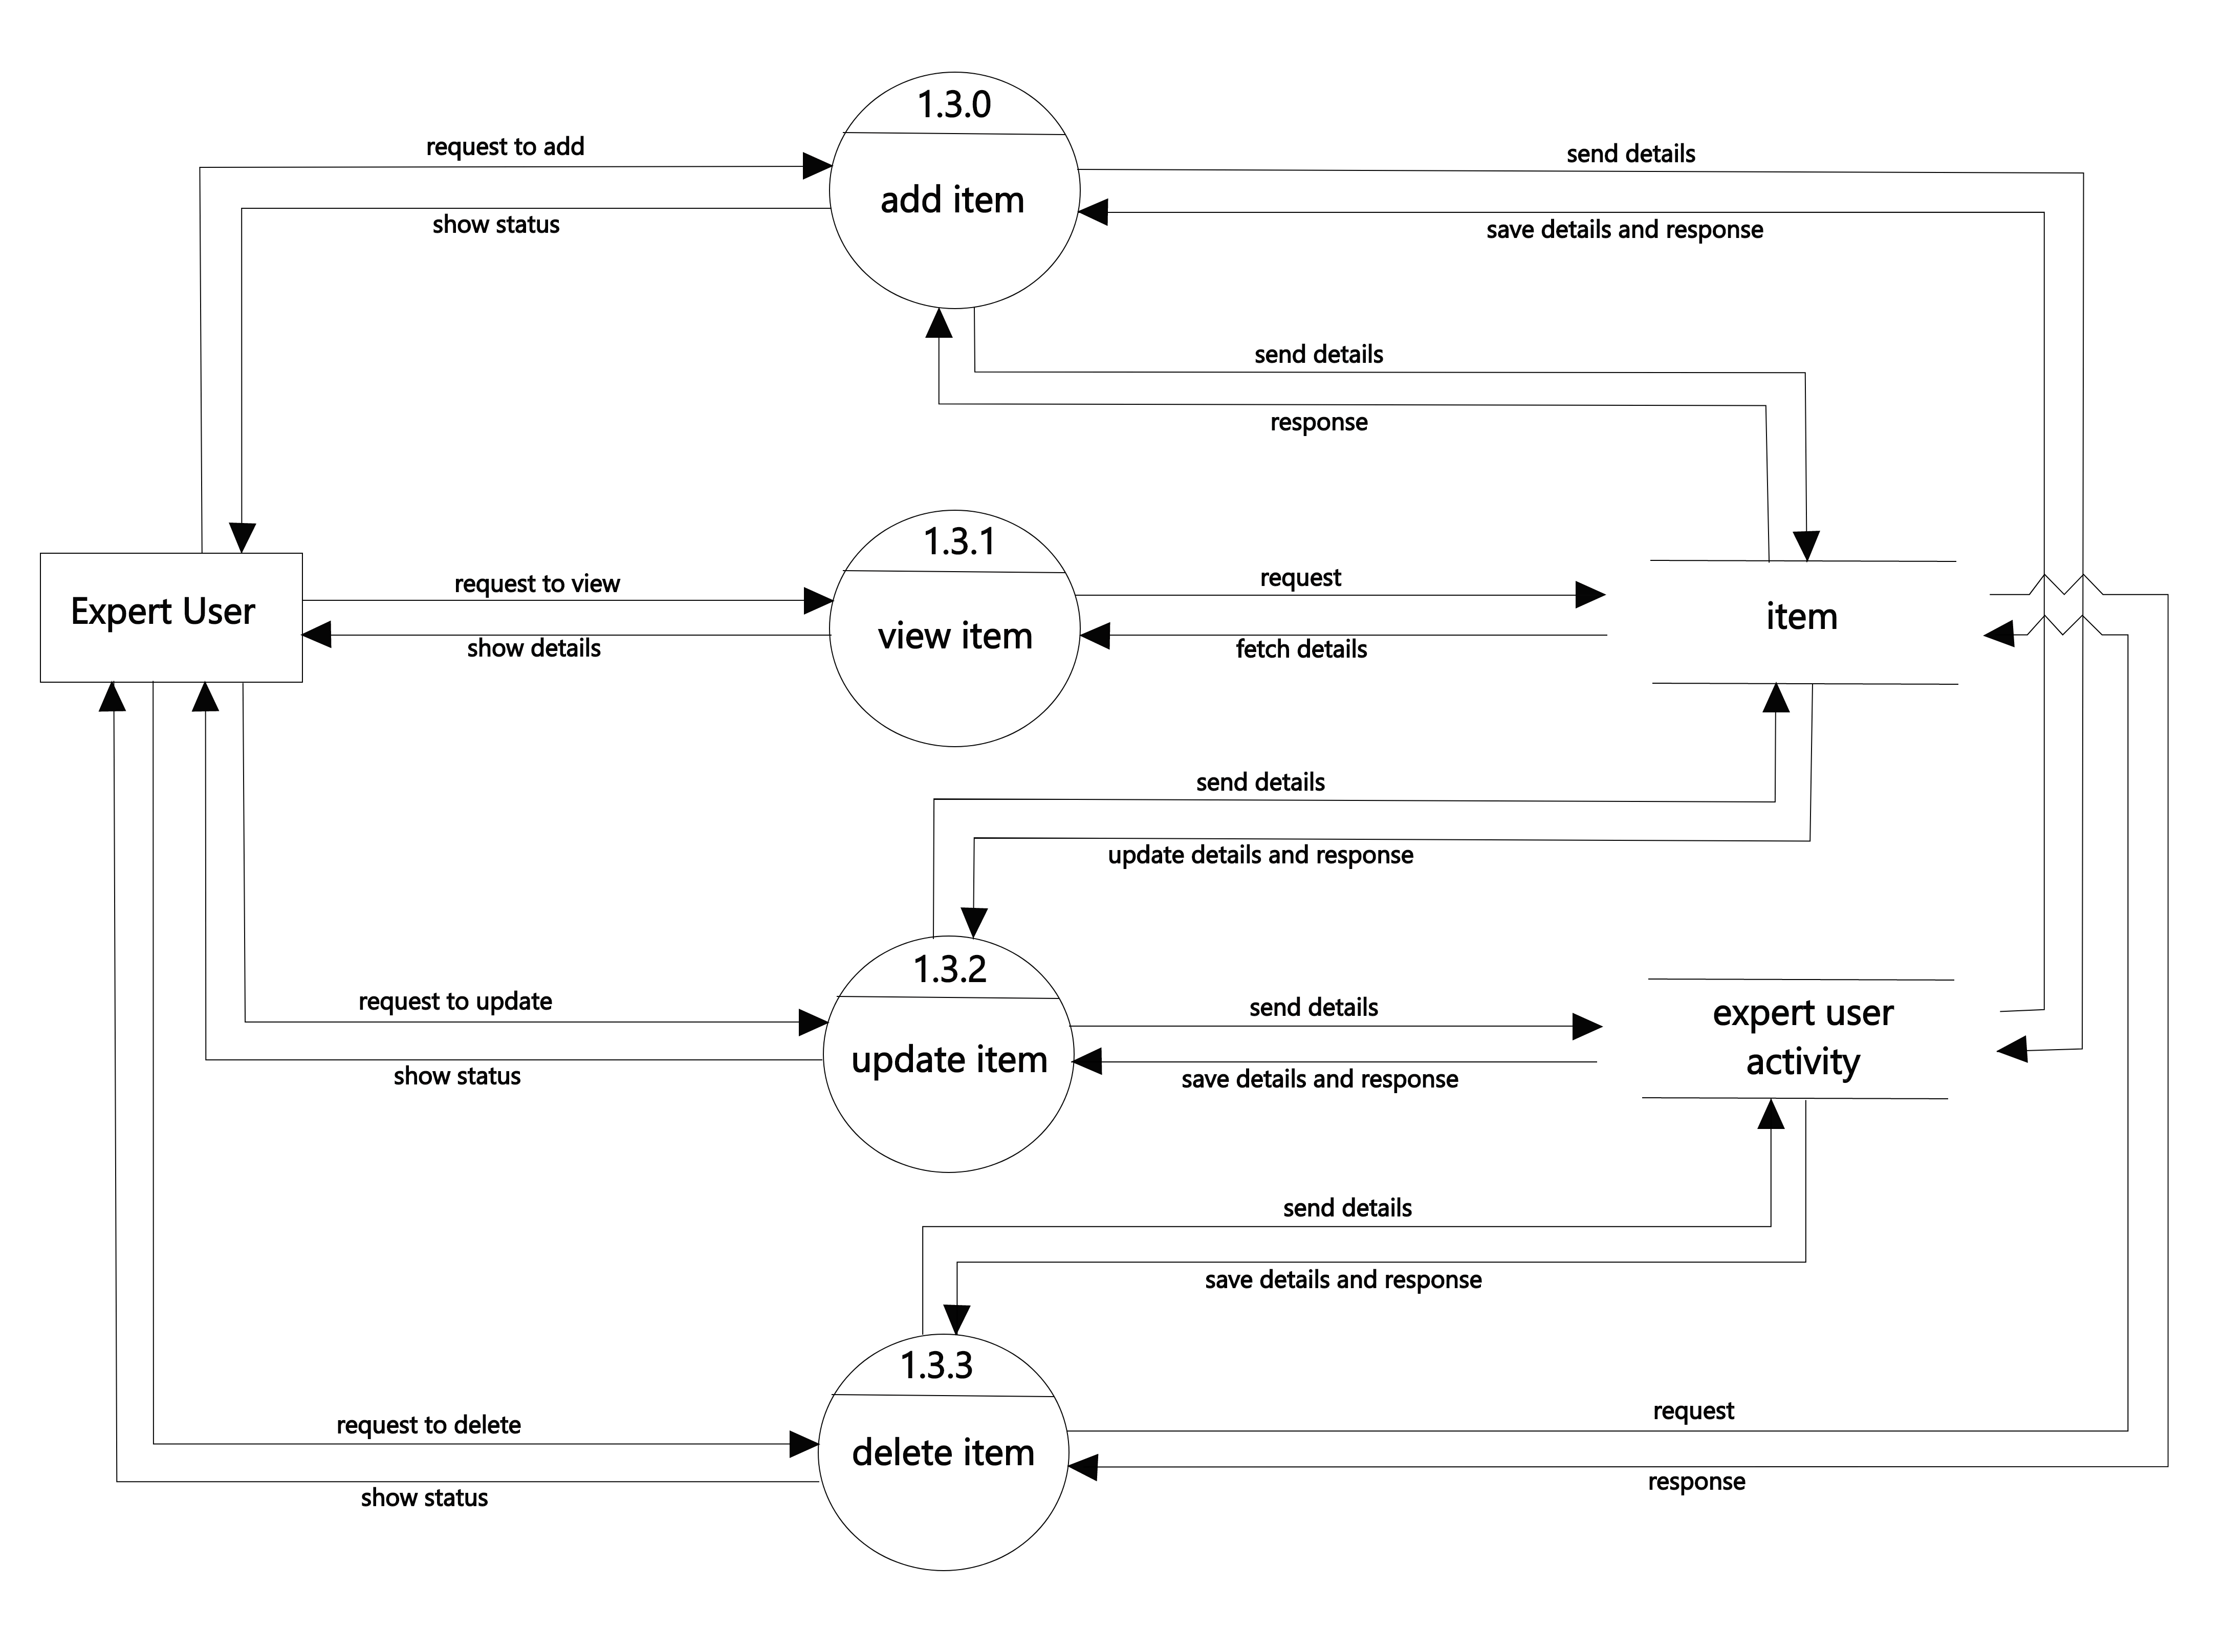 1.3.0
request to add
send details
add item
show status
save details and response
send details
response
1.3.1
request to view
request
Expert User
view item
item
show details
fetch details
send details
update details and response
1.3.2
request to update
send details
expert user
activity
update item
show status
save details and response
send details
save details and response
1.3.3
request to delete
request
delete item
show status
response